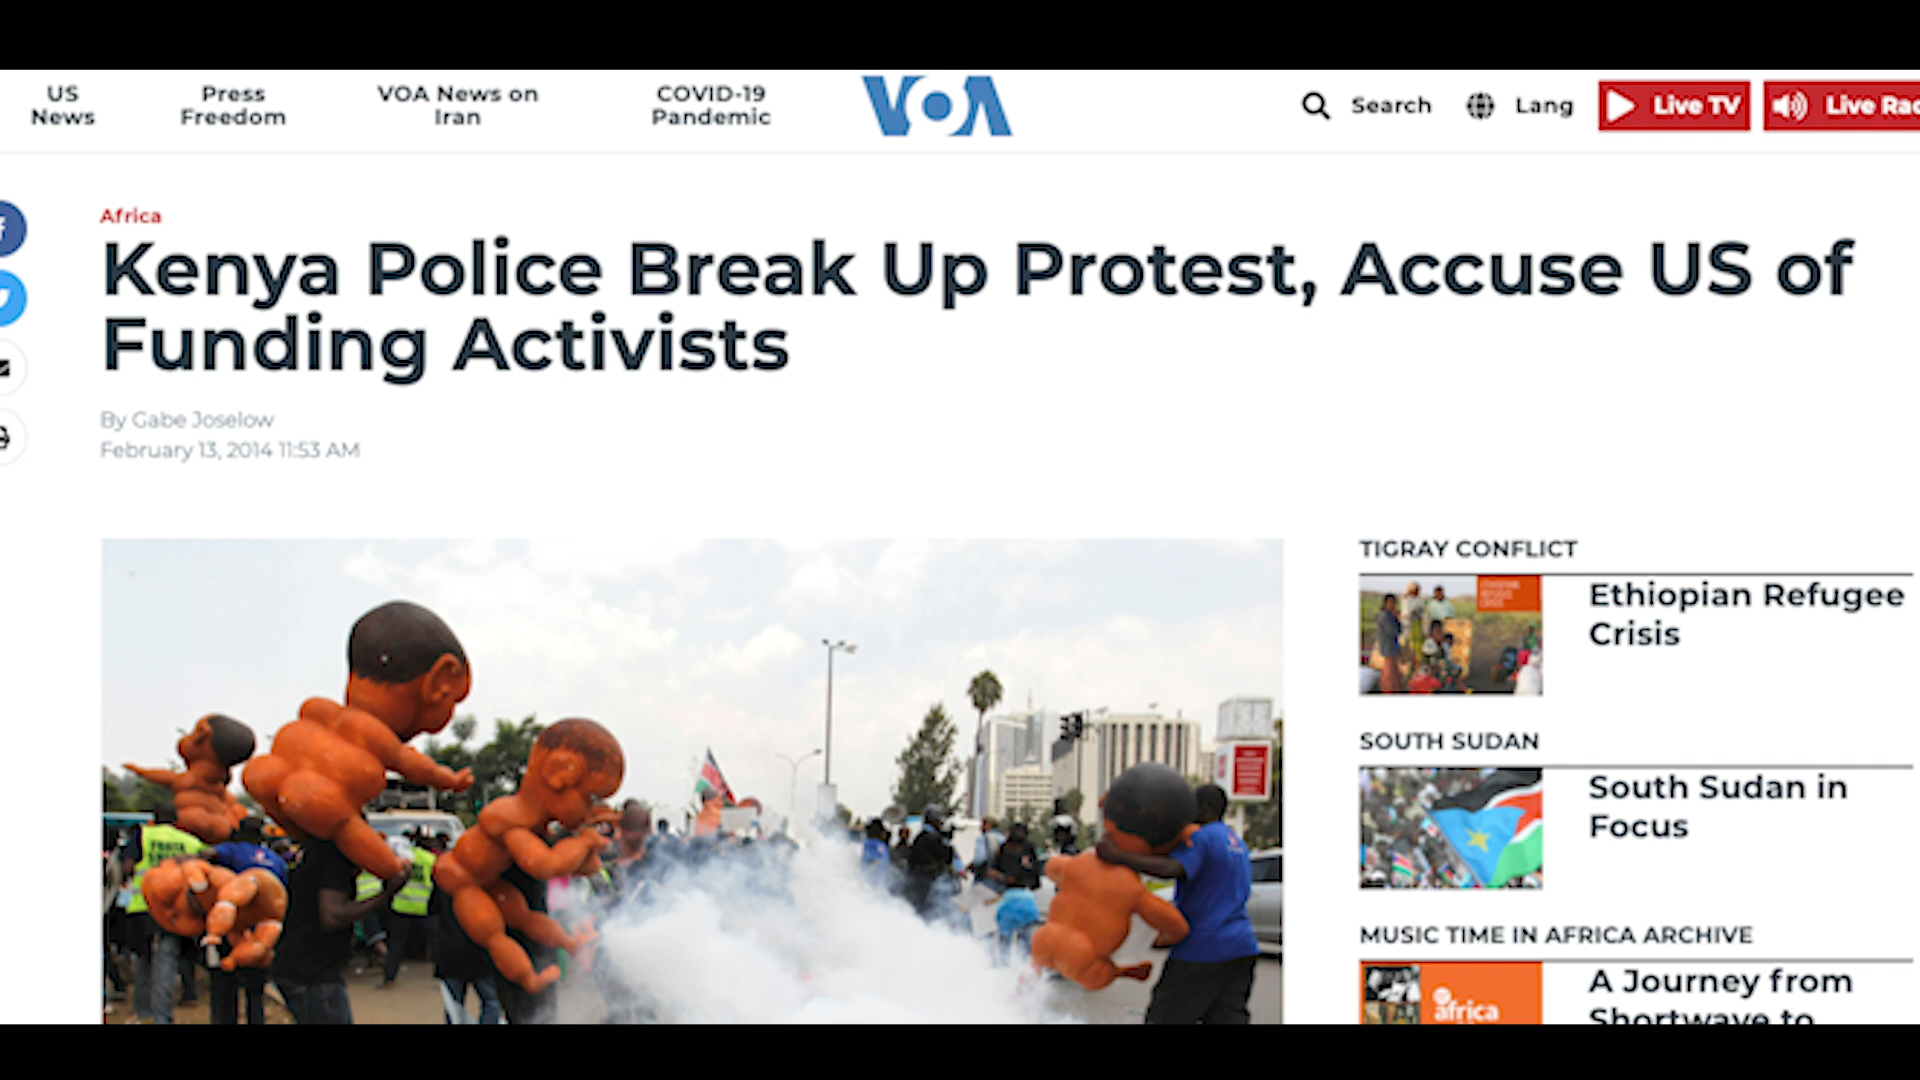 US News
Press Freedom
VOA News on Iran
COVID-19 Pandemic
VOA
Search
Lang
Live TV
Live
Africa
Kenya Police Break Up Protest, Accuse US of
Funding Activists
By Gabe Joselow
February 13, 2014 11:53 AM
TIGRAY CONFLICT
Ethiopian Refugee
Crisis
SOUTH SUDAN
South Sudan in
Focus
MUSIC TIME IN AFRICA ARCHIVE
A Journey from
Shortwave to
africa